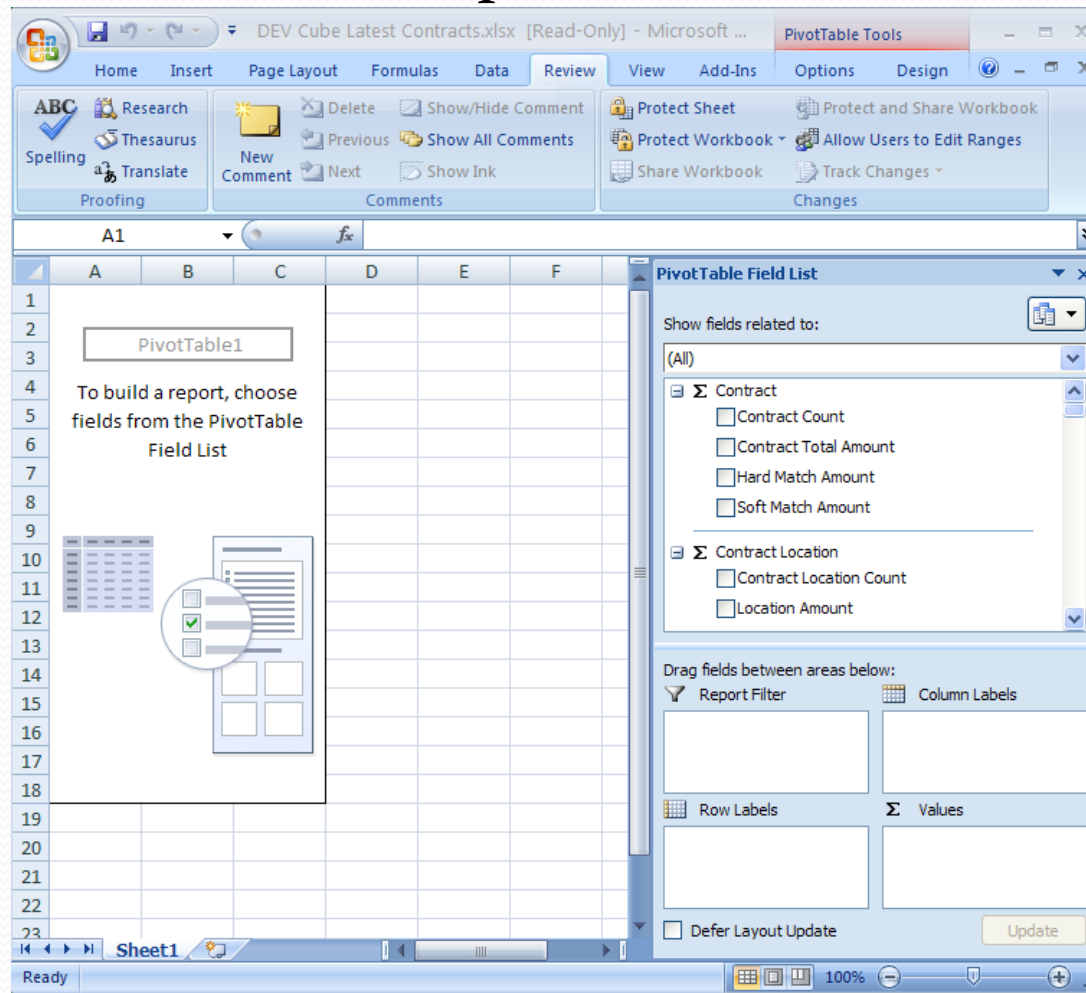 DEV Cube Latest Contracts.xlsx [Read-Only] - Microsoft ...
PivotTable Tools
Home Insert Page Layout Formulas Data Review View Add-Ins Options Design
ABC
Spelling
Research
Thesaurus
Translate
Proofing
New
Comment
Delete
Previous
Next
Show/Hide Comment
Show All Comments
Show Ink
Comments
Protect Sheet
Protect Workbook
Share Workbook
Protect and Share Workbook
Allow Users to Edit Ranges
Track Changes
Changes
A1
fx
A B C D E F
1
2
3
4
5
6
7
8
9
10
11
12
13
14
15
16
17
18
19
20
21
22
23
PivotTable1
To build a report, choose
fields from the PivotTable
Field List
PivotTable Field List
Show fields related to:
(All)
Σ Contract
Contract Count
Contract Total Amount
Hard Match Amount
Soft Match Amount
Σ Contract Location
Contract Location Count
Location Amount
Drag fields between areas below:
Report Filter
Column Labels
Row Labels
Σ Values
Defer Layout Update
Update
Sheet1
Ready
100%